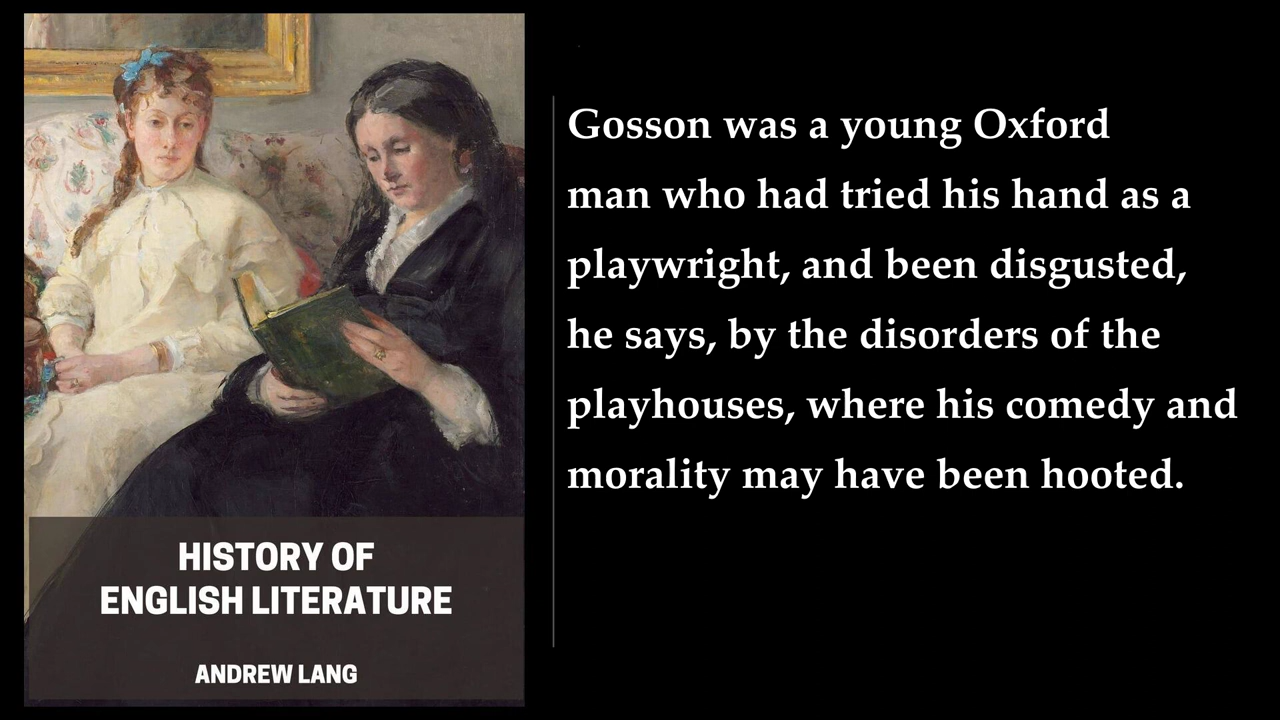 HISTORY OF
ENGLISH LITERATURE
ANDREW LANG
Gosson was a young Oxford
man who had tried his hand as a
playwright, and been disgusted,
he says, by the disorders of the
playhouses, where his comedy and
morality may have been hooted.